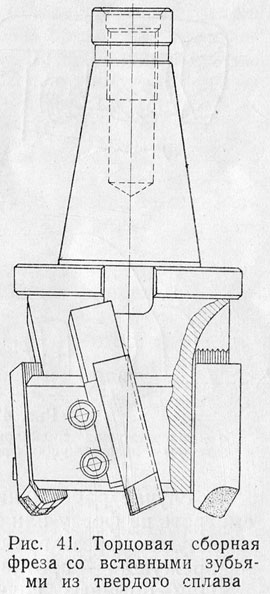 Рис. 41. Торцовая сборная
фреза со вставными зубья-
ми из твердого сплава